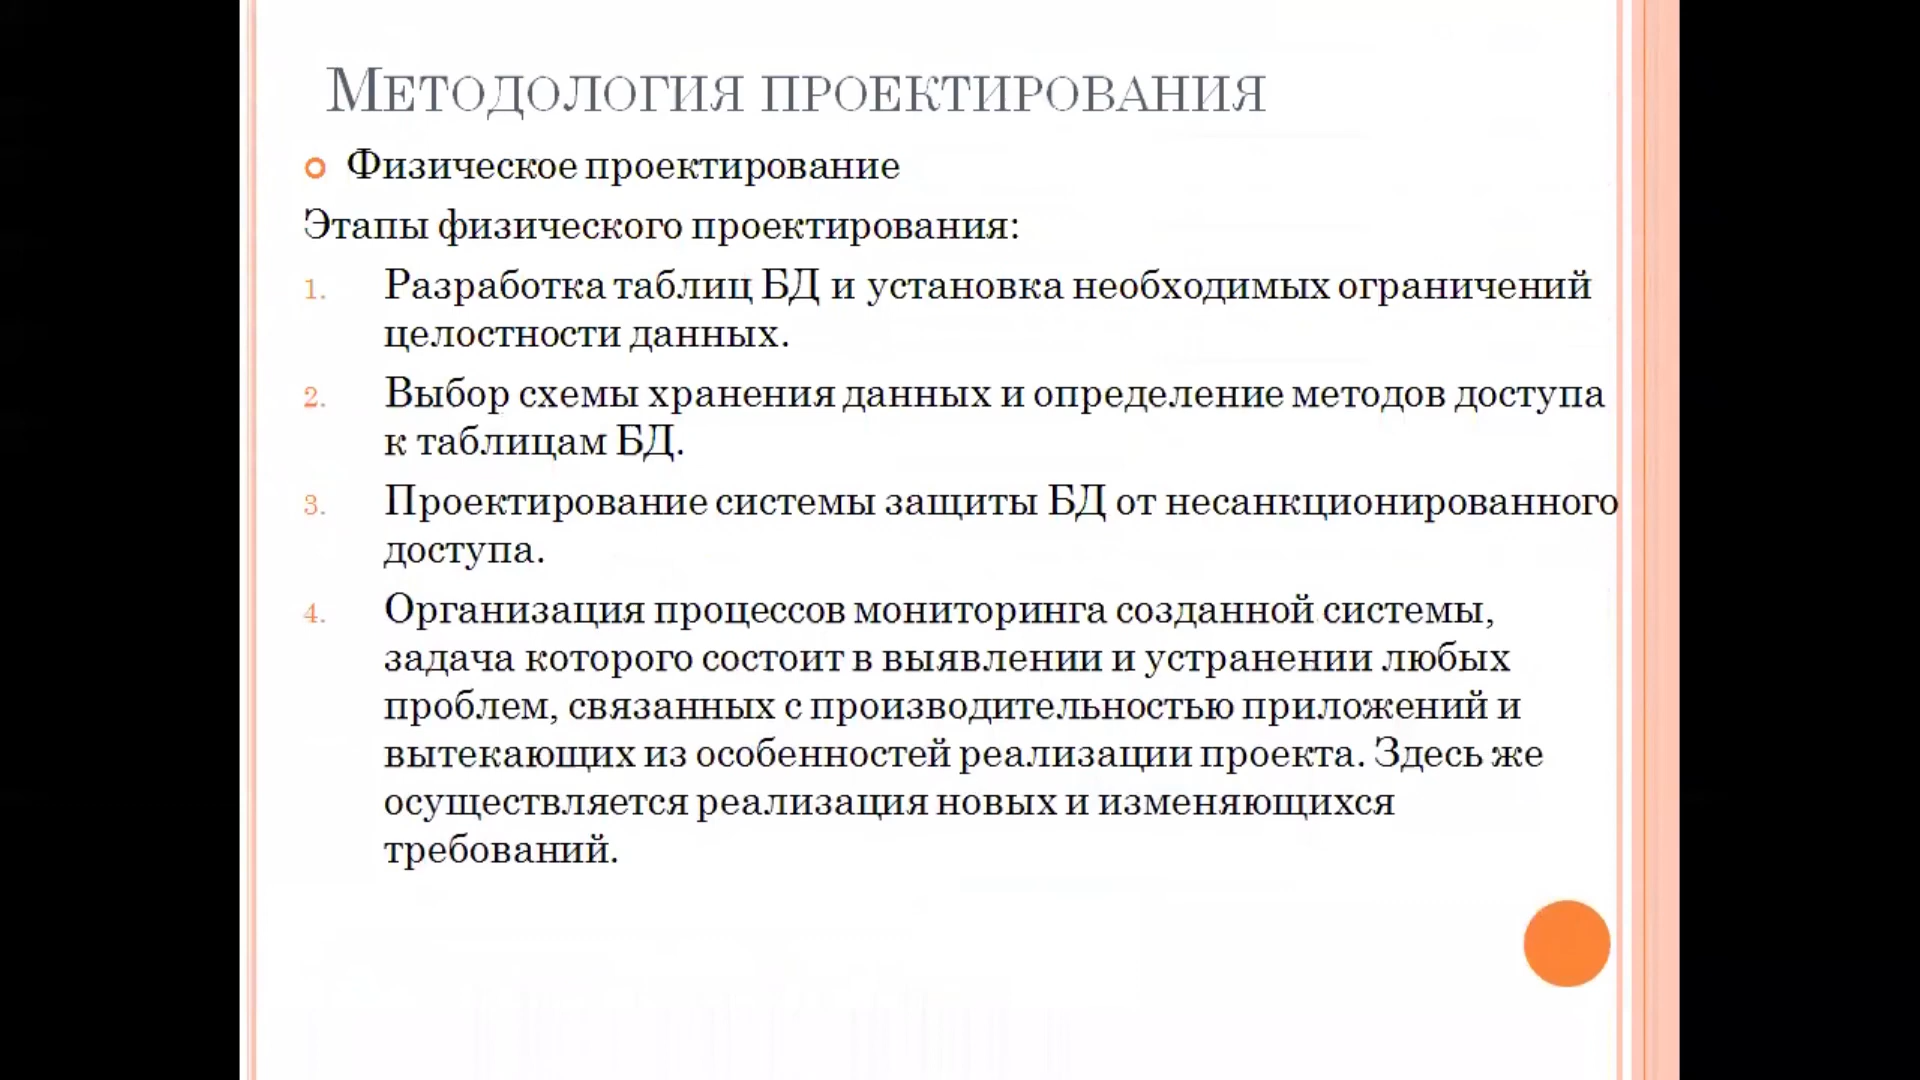 Методология проектирования
Физическое проектирование
Этапы физического проектирования:
1. Разработка таблиц БД и установка необходимых ограничений
целостности данных.
2. Выбор схемы хранения данных и определение методов доступа
к таблицам БД.
3. Проектирование системы защиты БД от несанкционированного
доступа.
4. Организация процессов мониторинга созданной системы,
задача которого состоит в выявлении и устранении любых
проблем, связанных с производительностью приложений и
вытекающих из особенностей реализации проекта. Здесь же
осуществляется реализация новых и изменяющихся
требований.